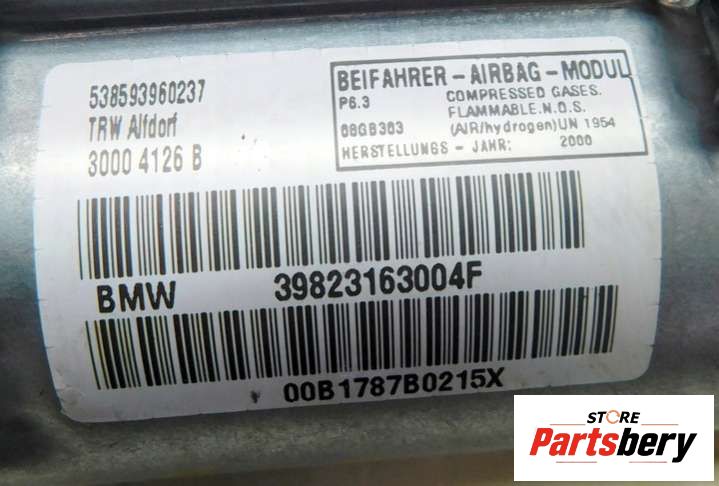 538593960237
TRW Alfdorf
3000 4126 B
BEIFAHRER - AIRBAG - MODUL
P6.3 COMPRESSED GASES.
FLAMMABLE.N.O.S.
08GB303 (AIR/hydrogen)UN 1954
HERSTELLUNGS - JAHR: 2000
BMW 39823163004F
00B1787B0215X
STORE
Partsbery